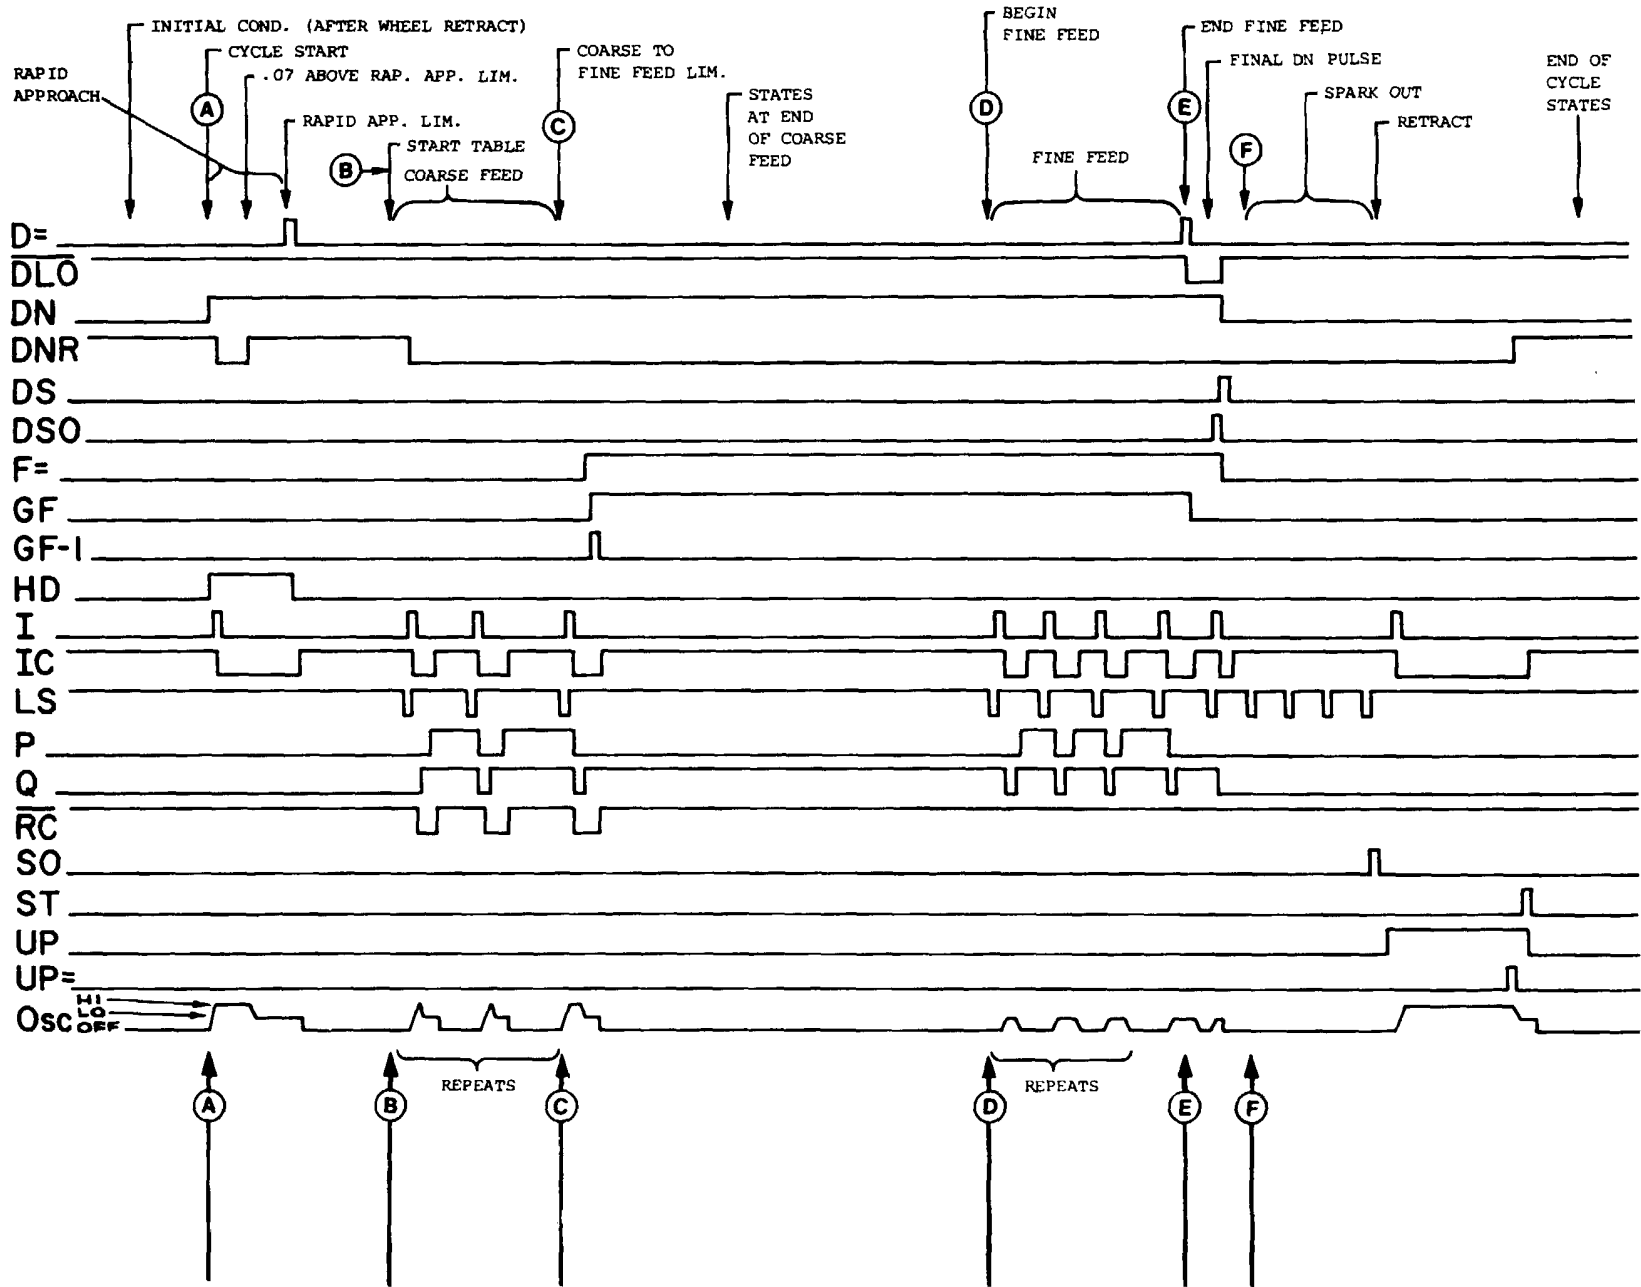 INITIAL COND. (AFTER WHEEL RETRACT)
CYCLE START
.07 ABOVE RAP. APP. LIM.
RAPID
APPROACH
A
RAPID APP. LIM.
B
START TABLE
COARSE FEED
COARSE TO
FINE FEED LIM.
C
STATES
AT END
OF COARSE
FEED
BEGIN
FINE FEED
D
FINE FEED
END FINE FEED
E
FINAL DN PULSE
F
SPARK OUT
RETRACT
END OF
CYCLE
STATES
D=
DLO
DN
DNR
DS
DSO
F=
GF
GF-1
HD
I
IC
LS
P
Q
RC
SO
ST
UP
UP=
Osc
HI
LO
OFF
REPEATS
REPEATS
A
B
C
D
E
F